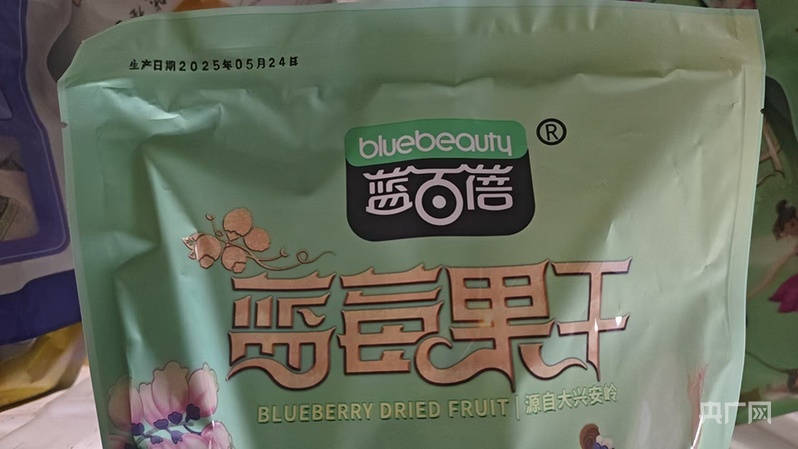 生产日期2025年05月24日
bluebeauty
蓝百蓓
®
蓝莓果干
BLUEBERRY DRIED FRUIT | 源自大兴安岭
央广网